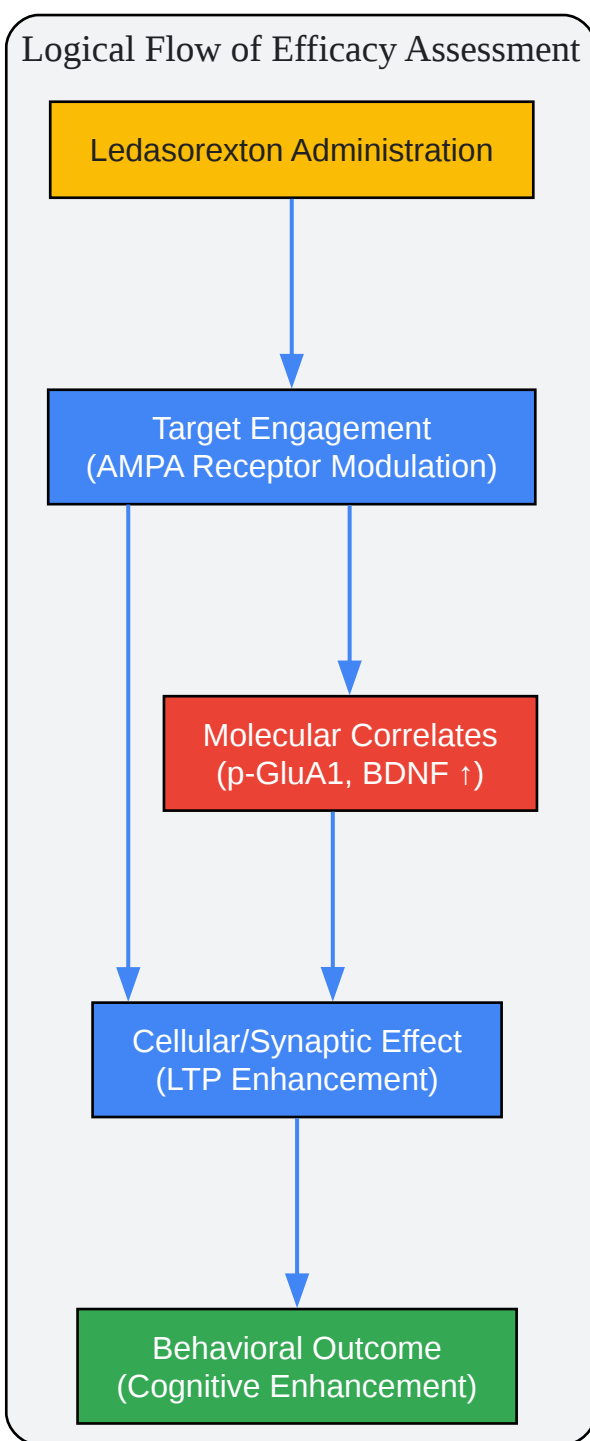 Logical Flow of Efficacy Assessment
Ledasorexton Administration
Target Engagement
(AMPA Receptor Modulation)
Molecular Correlates
(p-GluA1, BDNF ↑)
Cellular/Synaptic Effect
(LTP Enhancement)
Behavioral Outcome
(Cognitive Enhancement)